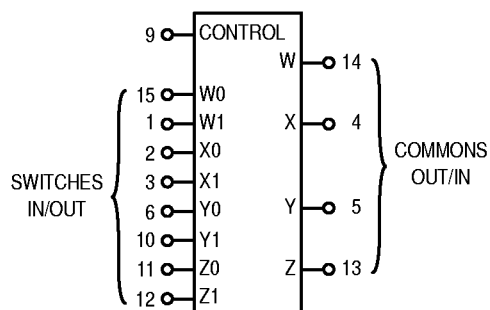 9 CONTROL
W 14
15 W0
1 W1
X 4
2 X0
3 X1
SWITCHES
IN/OUT
COMMONS
OUT/IN
6 Y0
Y 5
10 Y1
11 Z0
Z 13
12 Z1